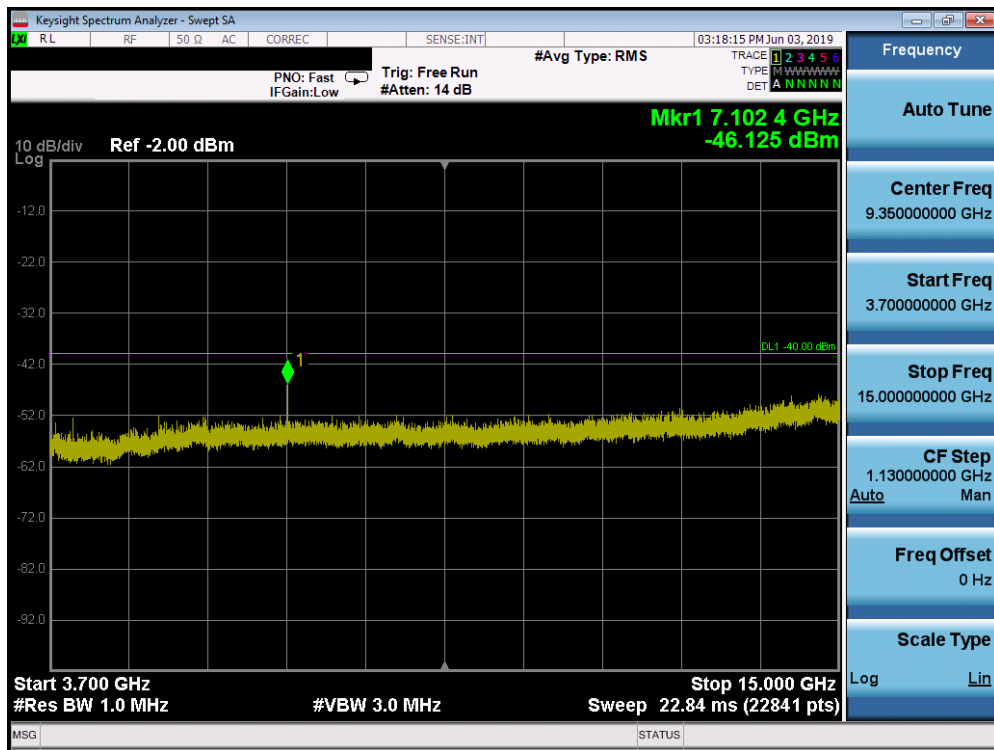 Keysight Spectrum Analyzer - Swept SA
LXI RL RF 50 Ω AC CORREC SENSE:INT 03:18:15 PM Jun 03, 2019
PNO: Fast
IFGain:Low
Trig: Free Run
#Atten: 14 dB
#Avg Type: RMS
TRACE 1 2 3 4 5 6
TYPE M WWWWW
DET A N N N N N
Mkr1 7.102 4 GHz
-46.125 dBm
10 dB/div Ref -2.00 dBm
Log
-12.0
-22.0
-32.0
DL1 -40.00 dBm
-42.0
1
-52.0
-62.0
-72.0
-82.0
-92.0
Start 3.700 GHz Stop 15.000 GHz
#Res BW 1.0 MHz #VBW 3.0 MHz Sweep 22.84 ms (22841 pts)
MSG STATUS
Frequency
Auto Tune
Center Freq
9.350000000 GHz
Start Freq
3.700000000 GHz
Stop Freq
15.000000000 GHz
CF Step
1.130000000 GHz
Auto Man
Freq Offset
0 Hz
Scale Type
Log Lin